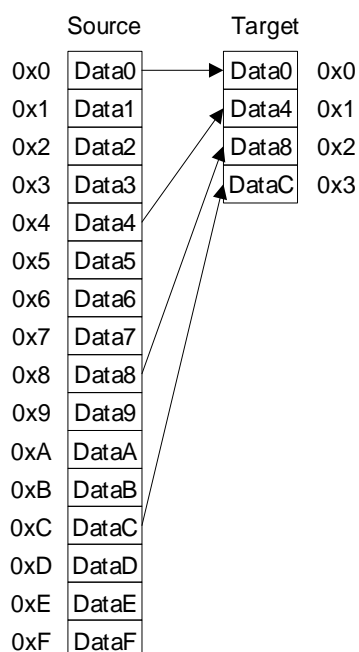 Source Target
0x0 Data0 Data0 0x0
0x1 Data1 Data4 0x1
0x2 Data2 Data8 0x2
0x3 Data3 DataC 0x3
0x4 Data4
0x5 Data5
0x6 Data6
0x7 Data7
0x8 Data8
0x9 Data9
0xA DataA
0xB DataB
0xC DataC
0xD DataD
0xE DataE
0xF DataF